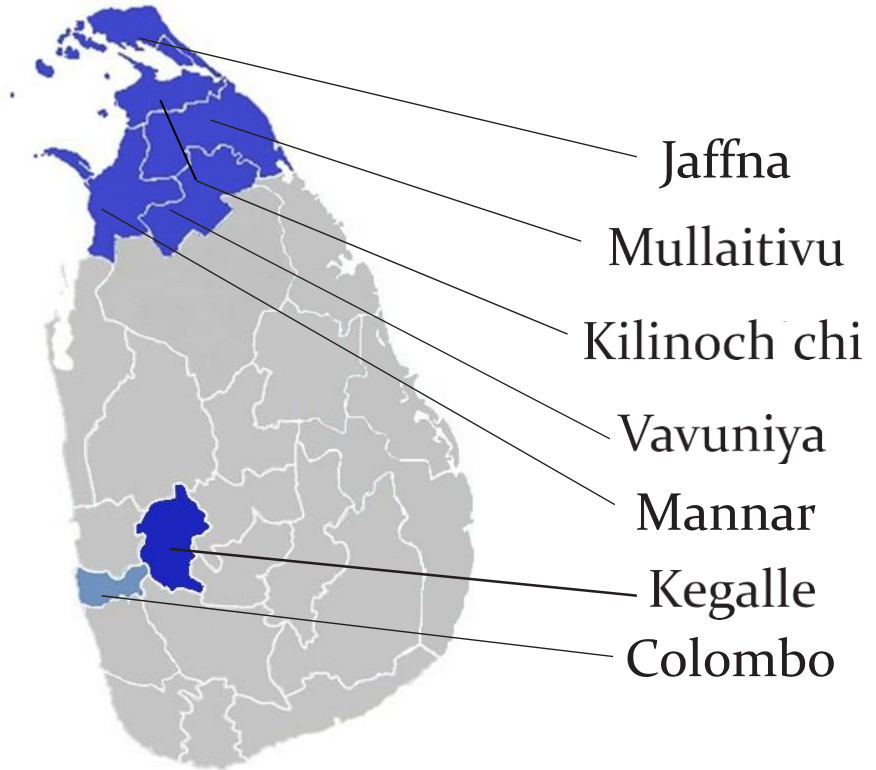 Jaffna
Mullaitivu
Kilinoch chi
Vavuniya
Mannar
Kegalle
Colombo